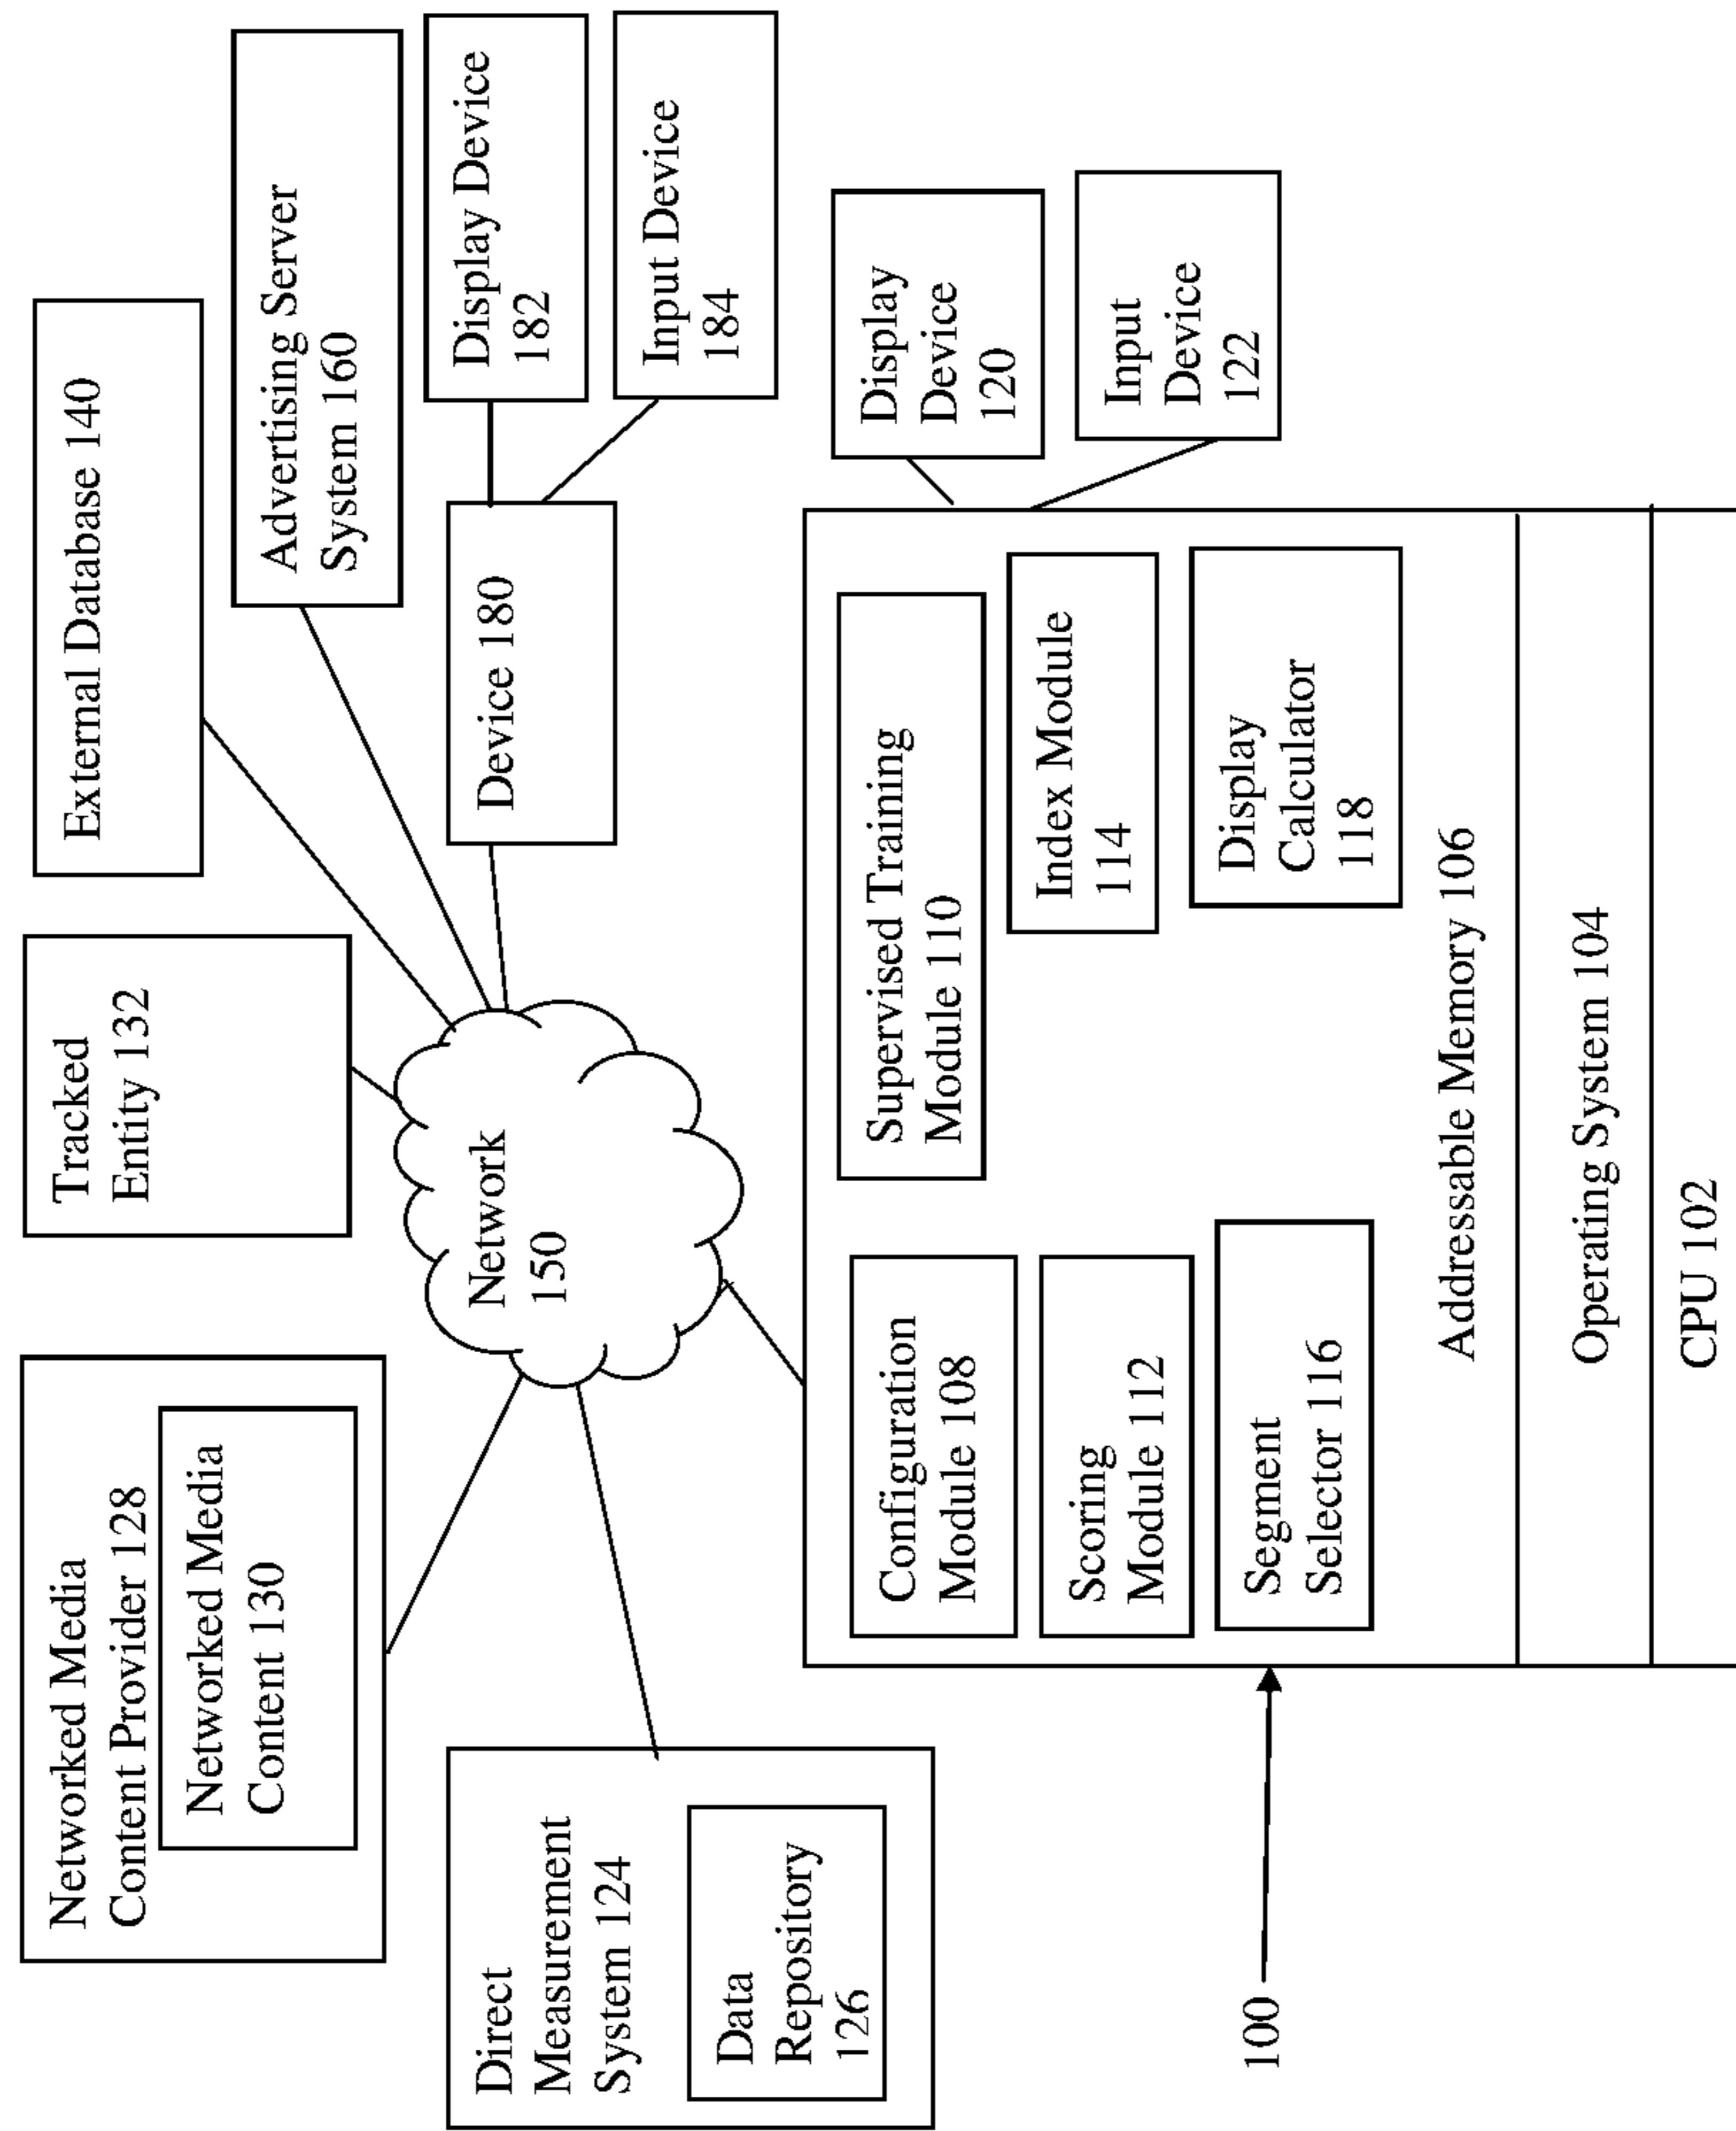 Networked Media
Content Provider 128
Networked Media
Content 130
Tracked
Entity 132
External Database 140
Advertising Server
System 160
Direct
Measurement
System 124
Data
Repository
126
Network
150
Device 180
Display Device
182
Input Device
184
100
Configuration
Module 108
Supervised Training
Module 110
Scoring
Module 112
Index Module
114
Segment
Selector 116
Display
Calculator
118
Addressable Memory 106
Operating System 104
CPU 102
Display
Device
120
Input
Device
122